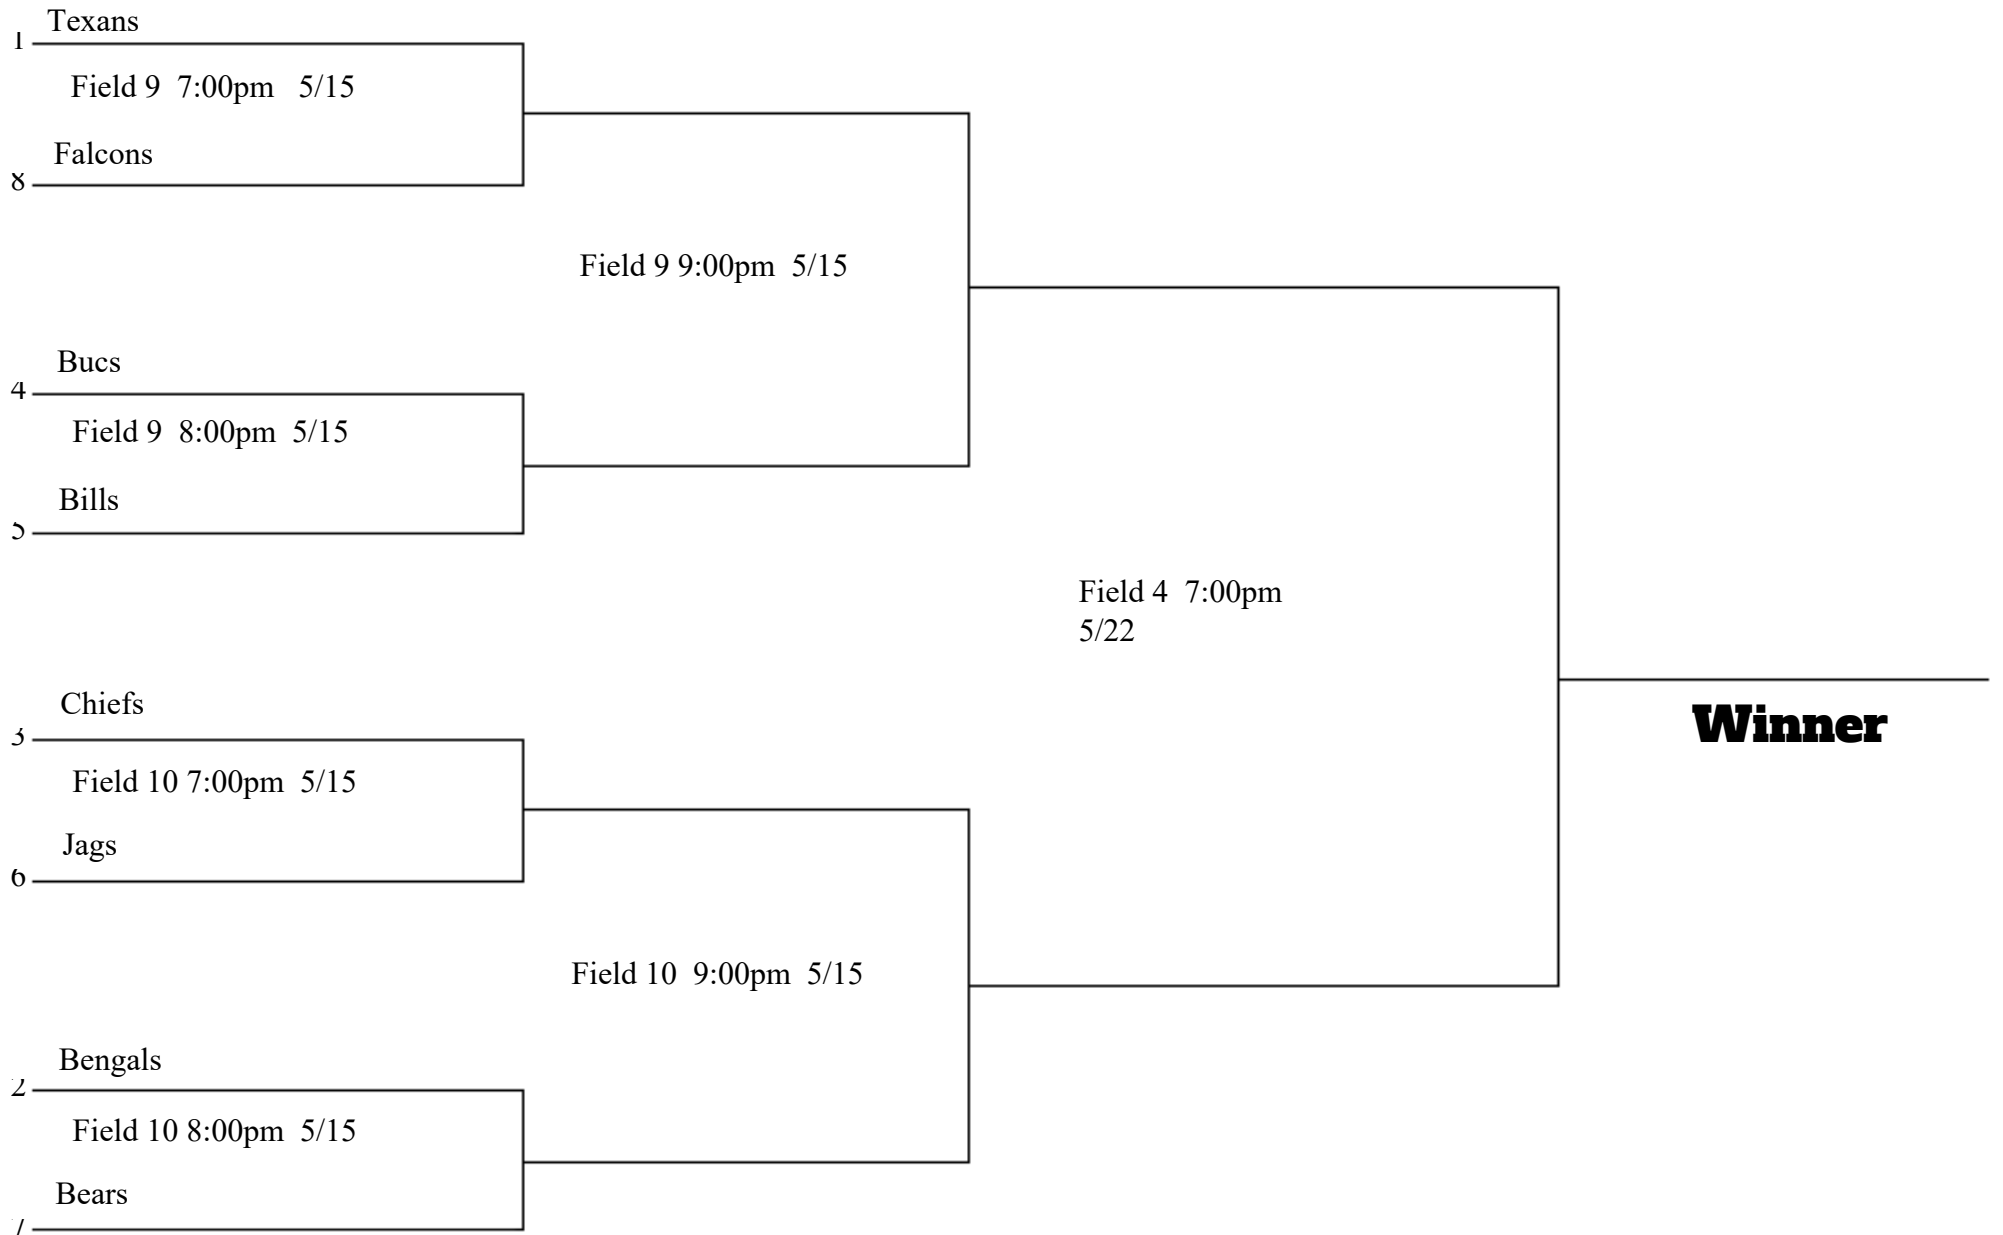 Texans
1
Field 9 7:00pm 5/15
Falcons
8
Field 9 9:00pm 5/15
Bucs
4
Field 9 8:00pm 5/15
Bills
5
Field 4 7:00pm
5/22
Chiefs
3
Winner
Field 10 7:00pm 5/15
Jags
6
Field 10 9:00pm 5/15
Bengals
2
Field 10 8:00pm 5/15
Bears
7